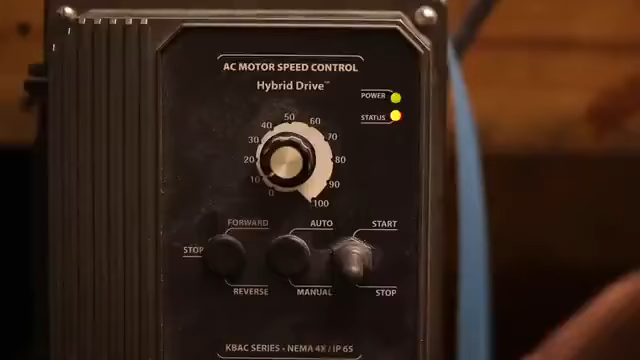 AC MOTOR SPEED CONTROL
Hybrid Drive™
POWER
STATUS
50
40
60
30
70
20
80
10
90
0
100
FORWARD
AUTO
START
STOP
REVERSE
MANUAL
STOP
KBAC SERIES - NEMA 4X / IP 65